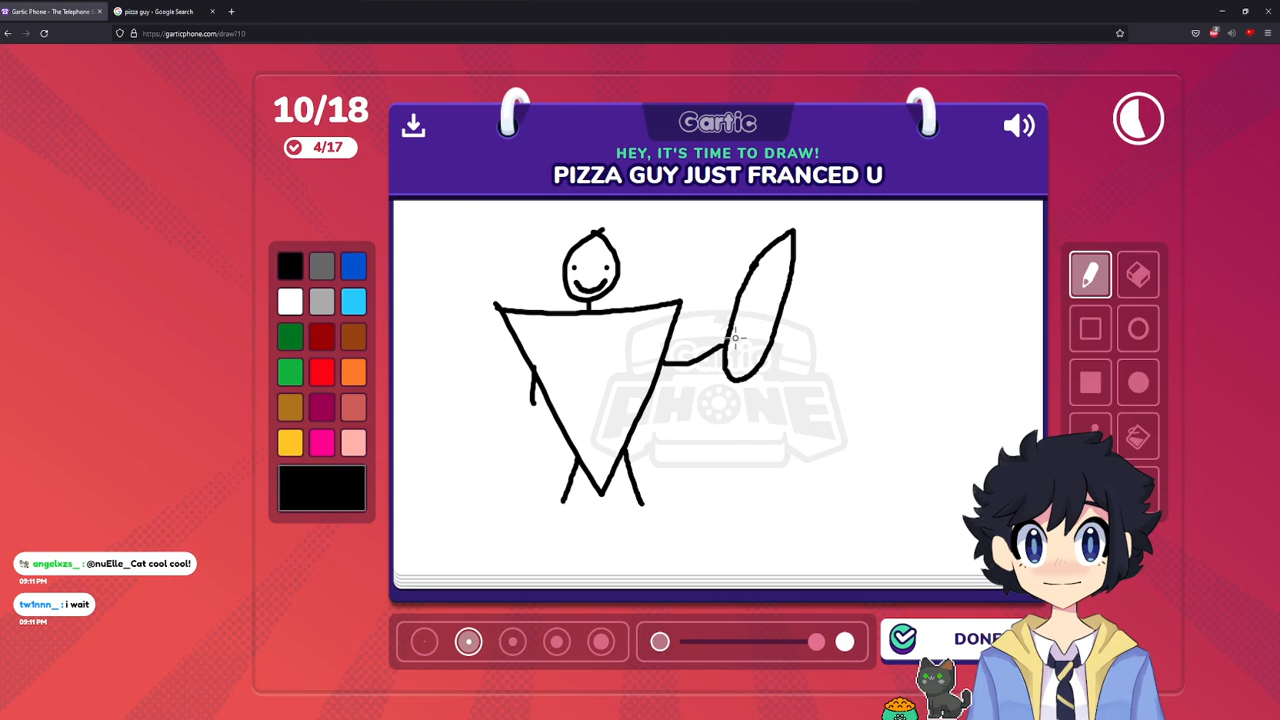 Gartic Phone - The Telephone G
pizza guy - Google Search
https://garticphone.com/draw?10
10/18
4/17
Gartic
HEY, IT'S TIME TO DRAW!
PIZZA GUY JUST FRANCED U
Gartic
PHONE
angelxzs_ : @nuElle_Cat cool cool!
09:11 PM
tw1nnn_ : i wait
09:11 PM
DONE